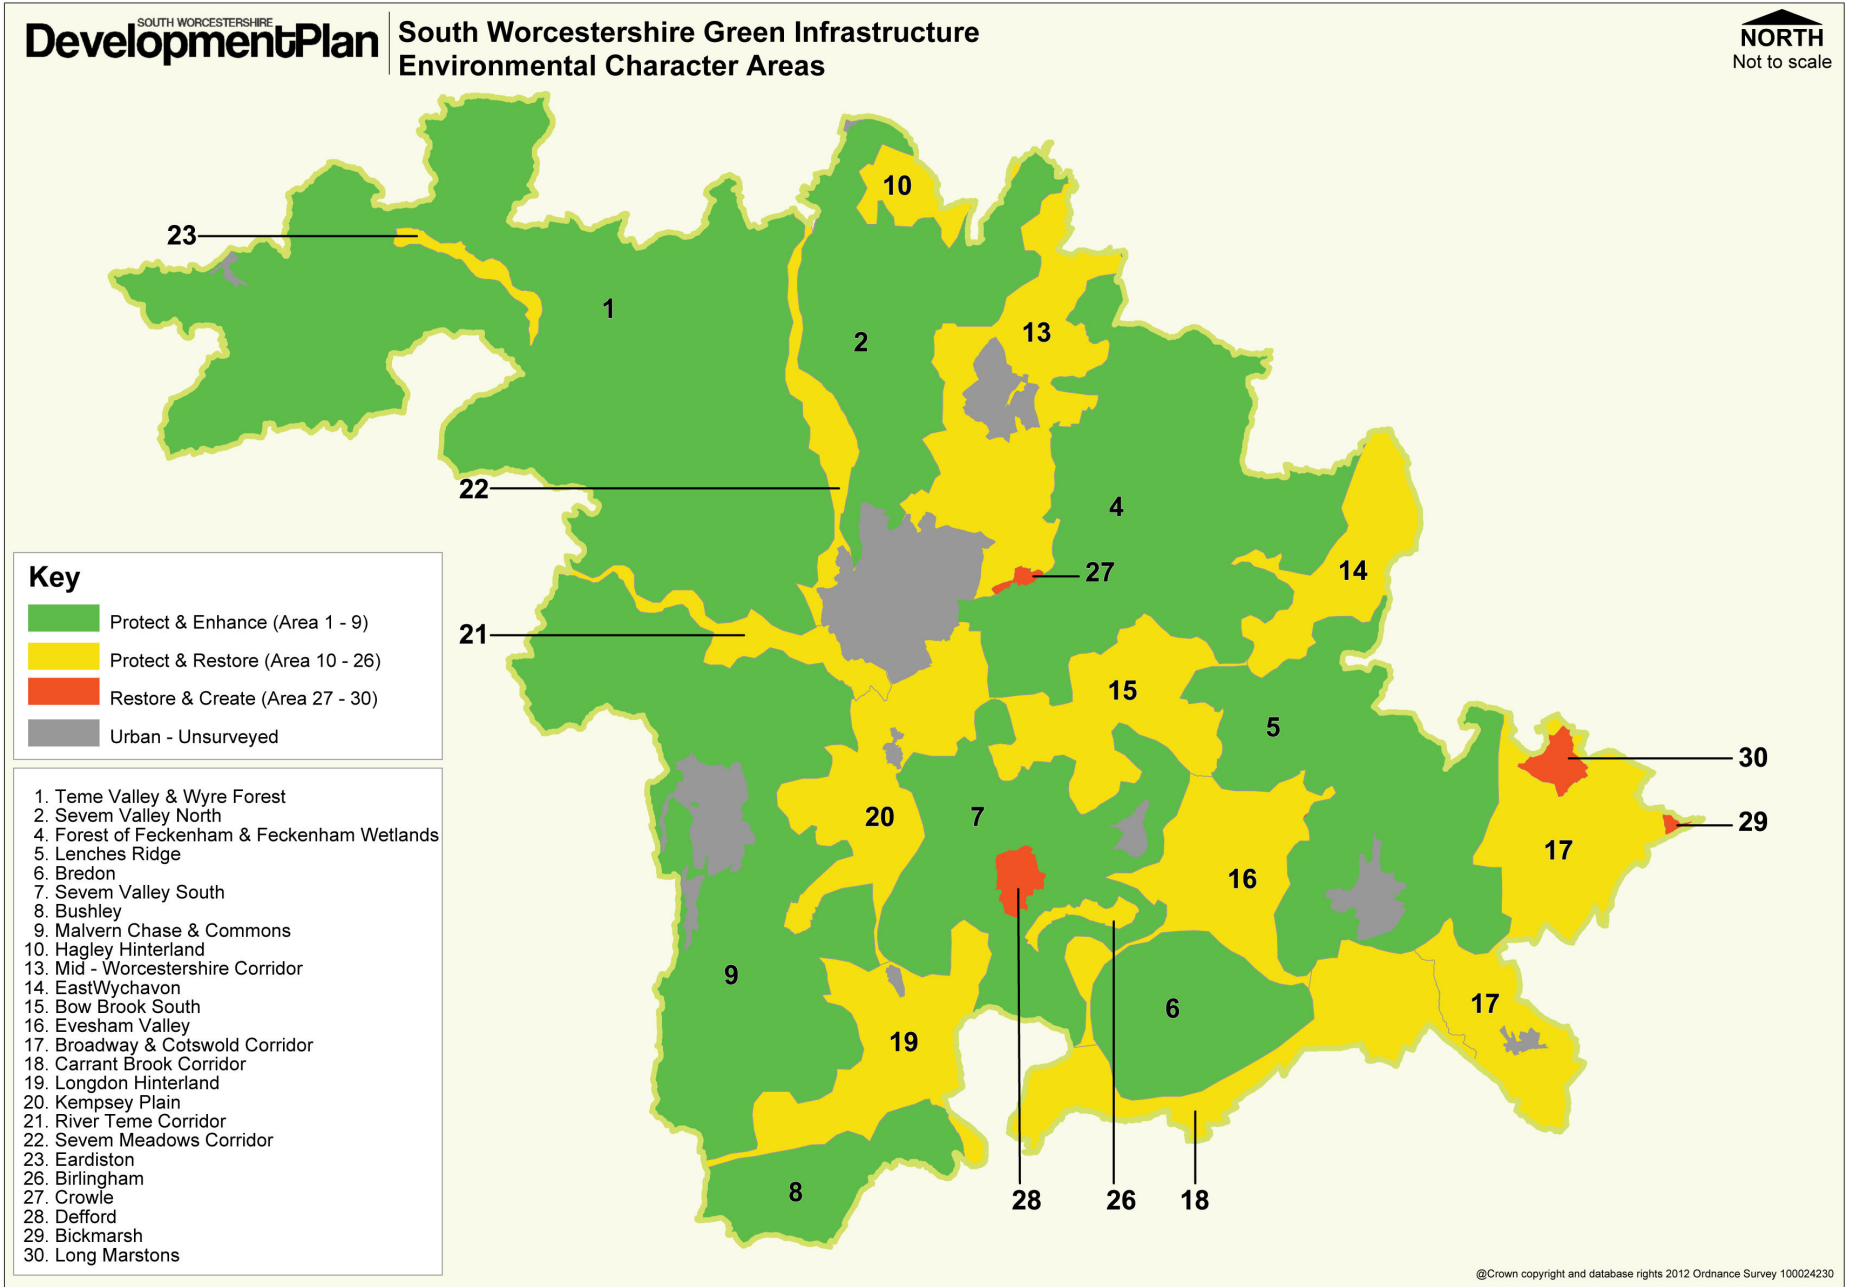 SOUTH WORCESTERSHIRE
DevelopmentPlan
South Worcestershire Green Infrastructure
Environmental Character Areas
NORTH
Not to scale
10
23
13
1
2
22
4
14
27
21
15
5
30
29
20
7
17
16
9
6
17
19
8
28
26
18
Key
Protect & Enhance (Area 1 - 9)
Protect & Restore (Area 10 - 26)
Restore & Create (Area 27 - 30)
Urban - Unsurveyed
1. Teme Valley & Wyre Forest
2. Sevem Valley North
4. Forest of Feckenham & Feckenham Wetlands
5. Lenches Ridge
6. Bredon
7. Sevem Valley South
8. Bushley
9. Malvern Chase & Commons
10. Hagley Hinterland
13. Mid - Worcestershire Corridor
14. EastWychavon
15. Bow Brook South
16. Evesham Valley
17. Broadway & Cotswold Corridor
18. Carrant Brook Corridor
19. Longdon Hinterland
20. Kempsey Plain
21. River Teme Corridor
22. Sevem Meadows Corridor
23. Eardiston
26. Birlingham
27. Crowle
28. Defford
29. Bickmarsh
30. Long Marstons
@Crown copyright and database rights 2012 Ordnance Survey 100024230